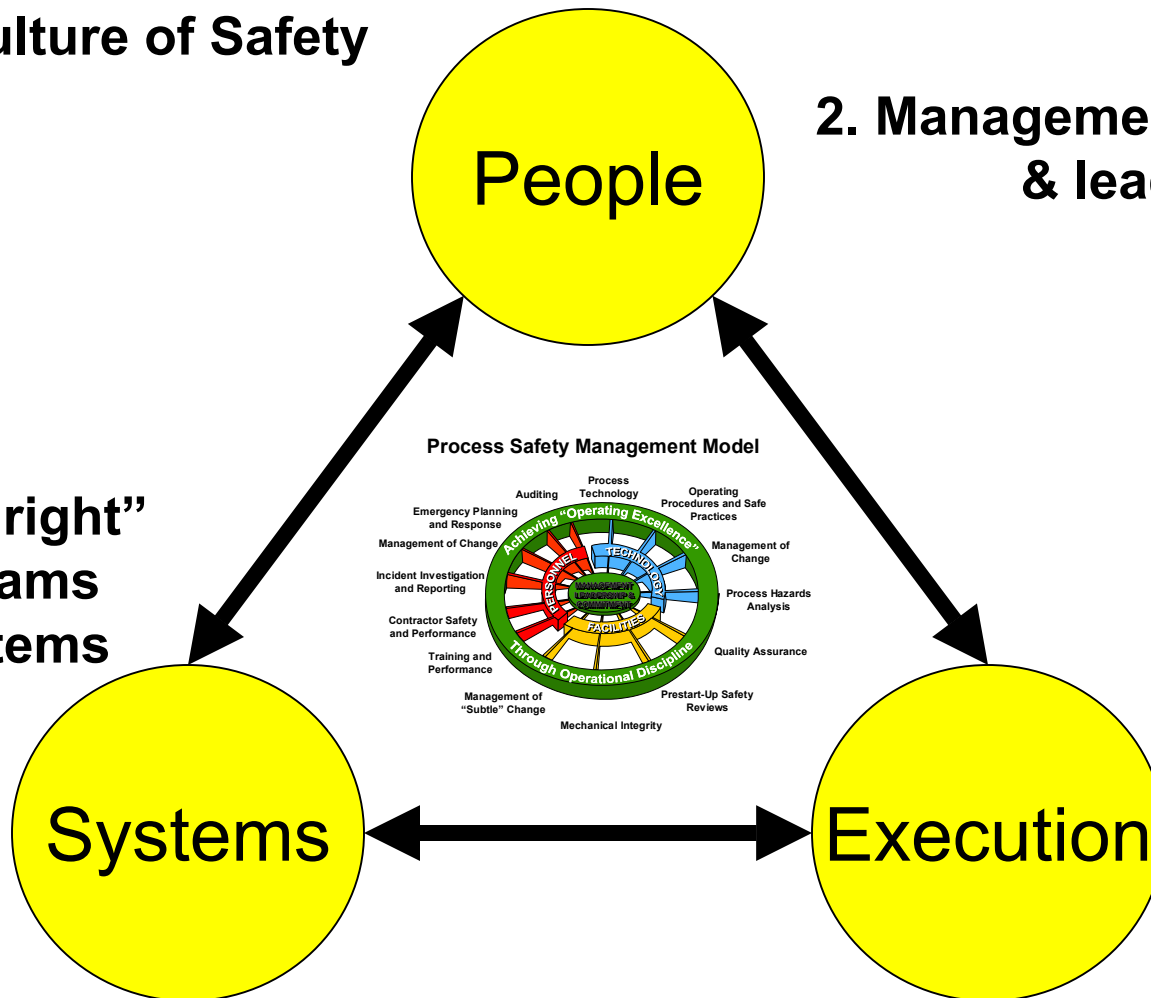 ulture of Safety
2. Manageme
& lea
People
right”
ams
tems
Process Safety Management Model
Process
Technology
Auditing
Operating
Procedures and Safe
Practices
Emergency Planning
and Response
Management of Change
Management of
Change
Incident Investigation
and Reporting
Process Hazards
Analysis
Contractor Safety
and Performance
Quality Assurance
Training and
Performance
Prestart-Up Safety
Reviews
Management of
“Subtle” Change
Mechanical Integrity
Achieving “Operating Excellence”
Through Operational Discipline
PERSONNEL
TECHNOLOGY
FACILITIES
MANAGEMENT
LEADERSHIP &
COMMITMENT
Systems
Execution